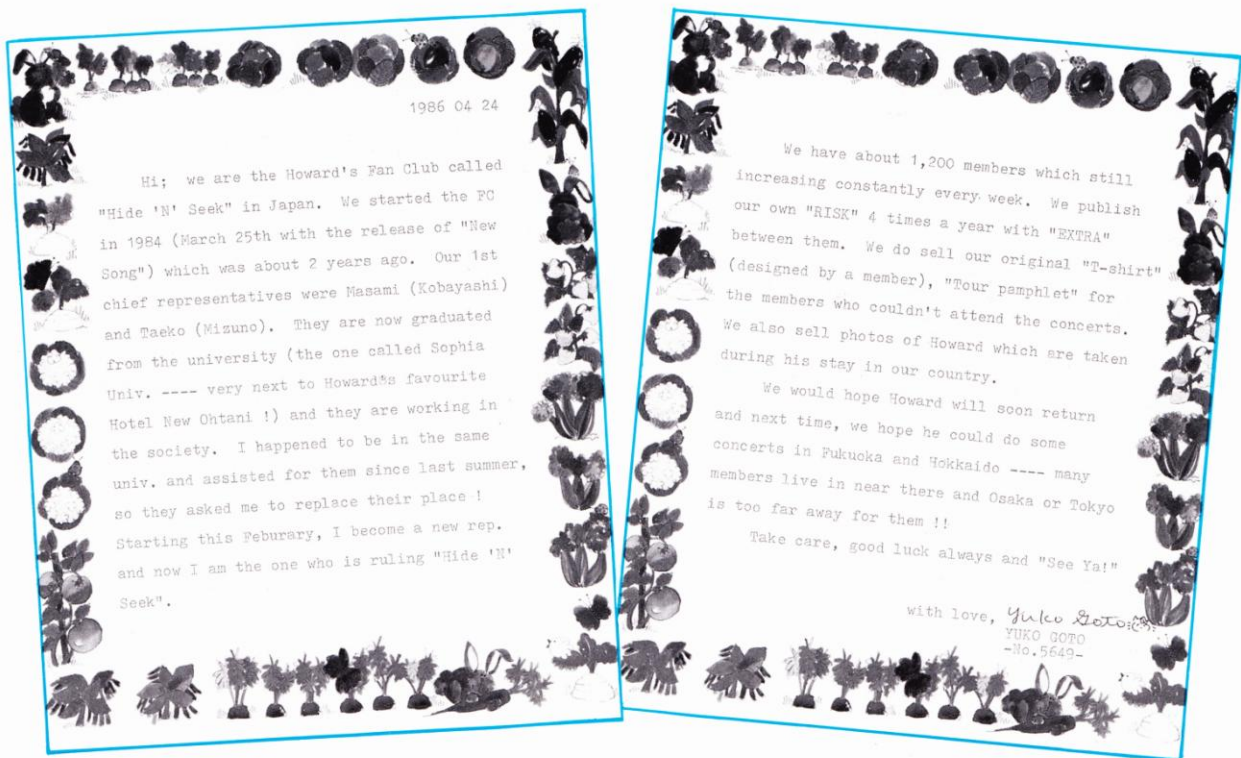 1986 04 24
Hi; we are the Howard's Fan Club called
"Hide 'N' Seek" in Japan. We started the FC
in 1984 (March 25th with the release of "New
Song") which was about 2 years ago. Our 1st
chief representatives were Masami (Kobayashi)
and Taeko (Mizuno). They are now graduated
from the university (the one called Sophia
Univ. ---- very next to Howard's favourite
Hotel New Ohtani !) and they are working in
the society. I happened to be in the same
univ. and assisted for them since last summer,
so they asked me to replace their place !
Starting this Feburary, I become a new rep.
and now I am the one who is ruling "Hide 'N'
Seek".
We have about 1,200 members which still
increasing constantly every week. We publish
our own "RISK" 4 times a year with "EXTRA"
between them. We do sell our original "T-shirt"
(designed by a member), "Tour pamphlet" for
the members who couldn't attend the concerts.
We also sell photos of Howard which are taken
during his stay in our country.
We would hope Howard will soon return
and next time, we hope he could do some
concerts in Fukuoka and Hokkaido ---- many
members live in near there and Osaka or Tokyo
is too far away for them !!
Take care, good luck always and "See Ya!"
with love, Yuko Goto
YUKO GOTO
-No.5649-